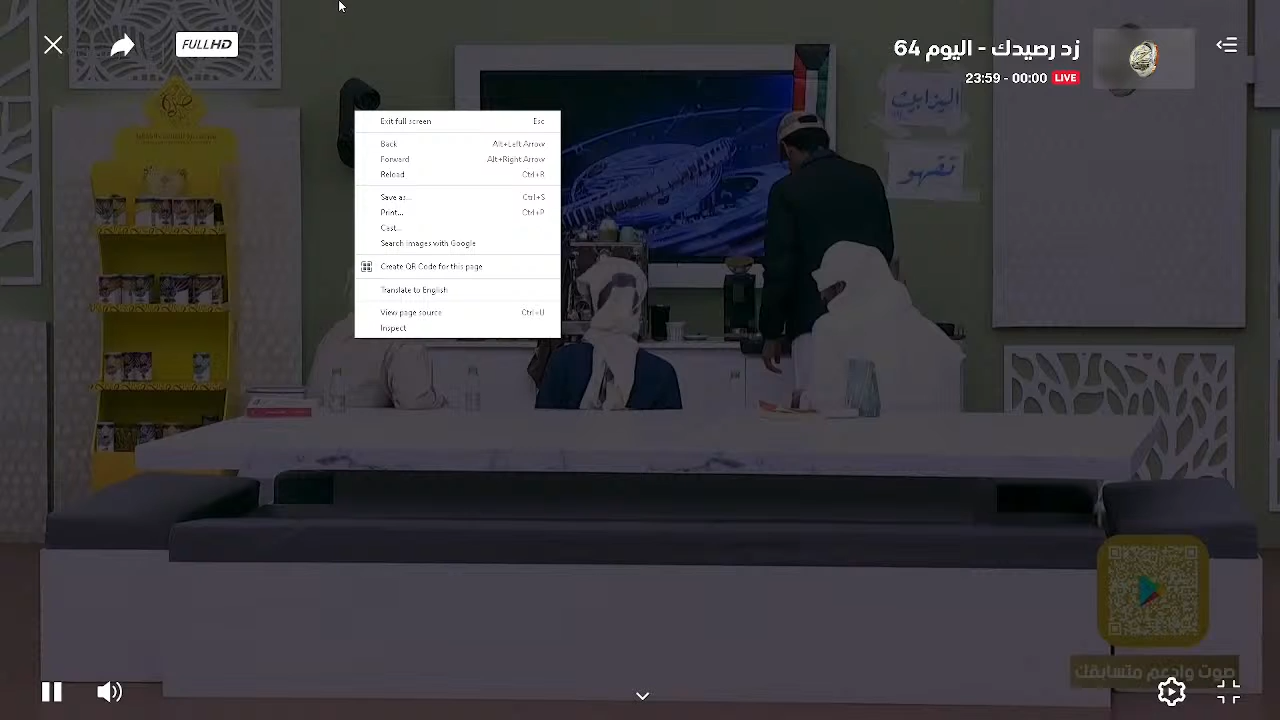 FULLHD
زد رصيدك - اليوم 64
23:59 - 00:00 LIVE
تقهو
Exit full screen Esc
Back Alt+Left Arrow
Forward Alt+Right Arrow
Reload Ctrl+R
Save as... Ctrl+S
Print... Ctrl+P
Cast...
Search images with Google
Create QR Code for this page
Translate to English
View page source Ctrl+U
Inspect
صوت وادعم متسابقك